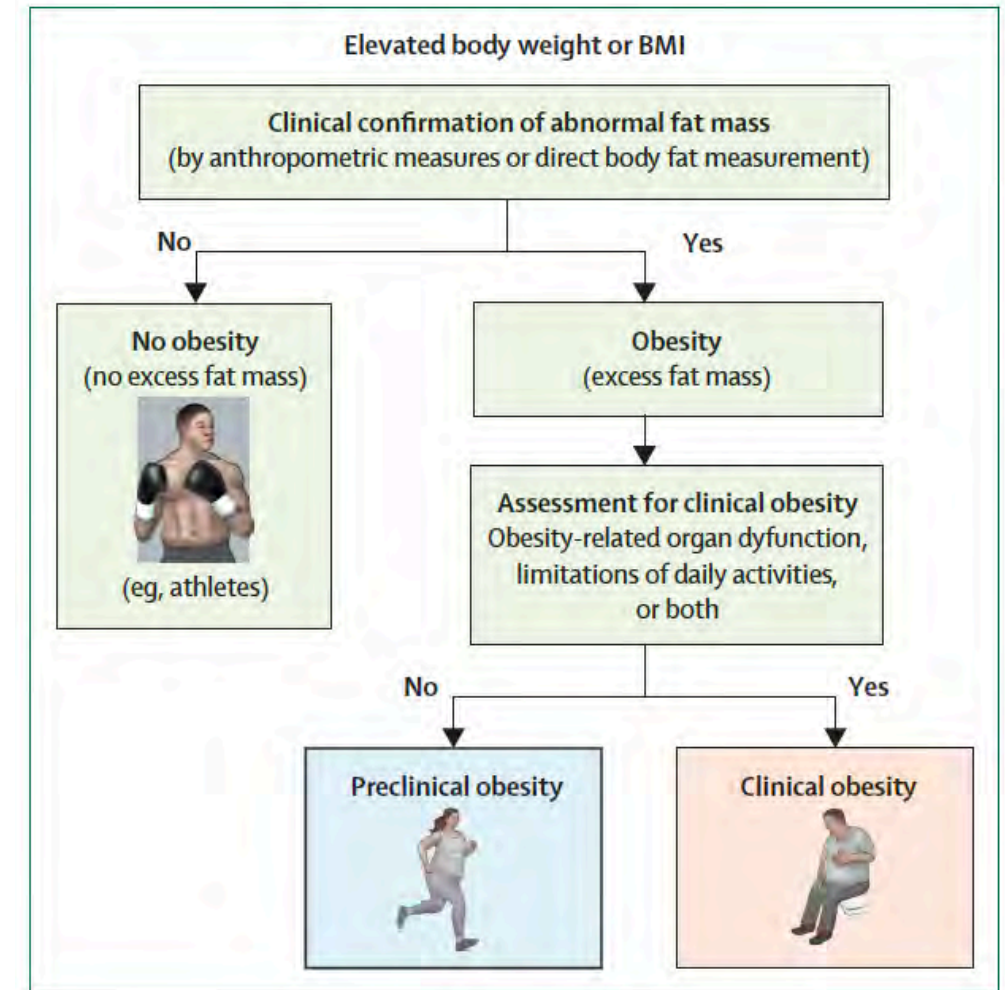 Elevated body weight or BMI
Clinical confirmation of abnormal fat mass
(by anthropometric measures or direct body fat measurement)
No
Yes
No obesity
(no excess fat mass)
(eg, athletes)
Obesity
(excess fat mass)
Assessment for clinical obesity
Obesity-related organ dyfunction,
limitations of daily activities,
or both
No
Yes
Preclinical obesity
Clinical obesity